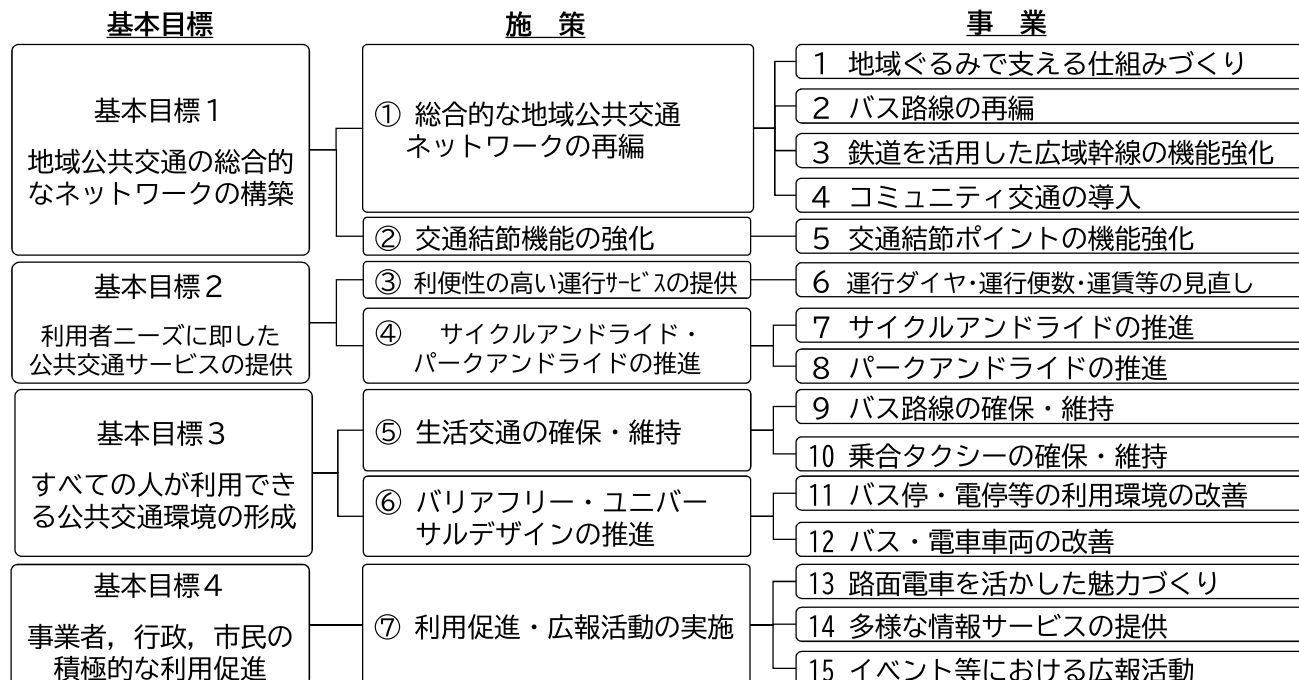 基本目標
施　策
事　業
基本目標１
地域公共交通の総合的
なネットワークの構築
① 総合的な地域公共交通
ネットワークの再編
１ 地域ぐるみで支える仕組みづくり
２ バス路線の再編
３ 鉄道を活用した広域幹線の機能強化
４ コミュニティ交通の導入
② 交通結節機能の強化
５ 交通結節ポイントの機能強化
基本目標２
利用者ニーズに即した
公共交通サービスの提供
③ 利便性の高い運行ｻｰﾋﾞｽの提供
６ 運行ダイヤ･運行便数･運賃等の見直し
④ サイクルアンドライド・
パークアンドライドの推進
７ サイクルアンドライドの推進
８ パークアンドライドの推進
基本目標３
すべての人が利用でき
る公共交通環境の形成
⑤ 生活交通の確保・維持
９ バス路線の確保・維持
10 乗合タクシーの確保・維持
⑥ バリアフリー・ユニバー
サルデザインの推進
11 バス停・電停等の利用環境の改善
12 バス・電車車両の改善
基本目標４
事業者，行政，市民の
積極的な利用促進
⑦ 利用促進・広報活動の実施
13 路面電車を活かした魅力づくり
14 多様な情報サービスの提供
15 イベント等における広報活動